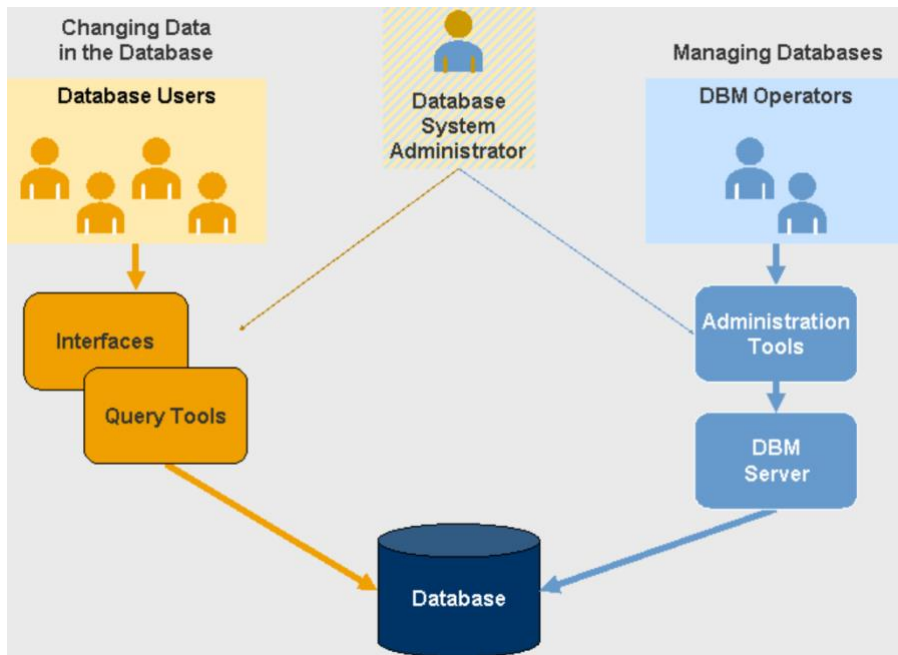 Changing Data
in the Database
Database Users
Database
System
Administrator
Managing Databases
DBM Operators
Interfaces
Query Tools
Administration
Tools
DBM
Server
Database